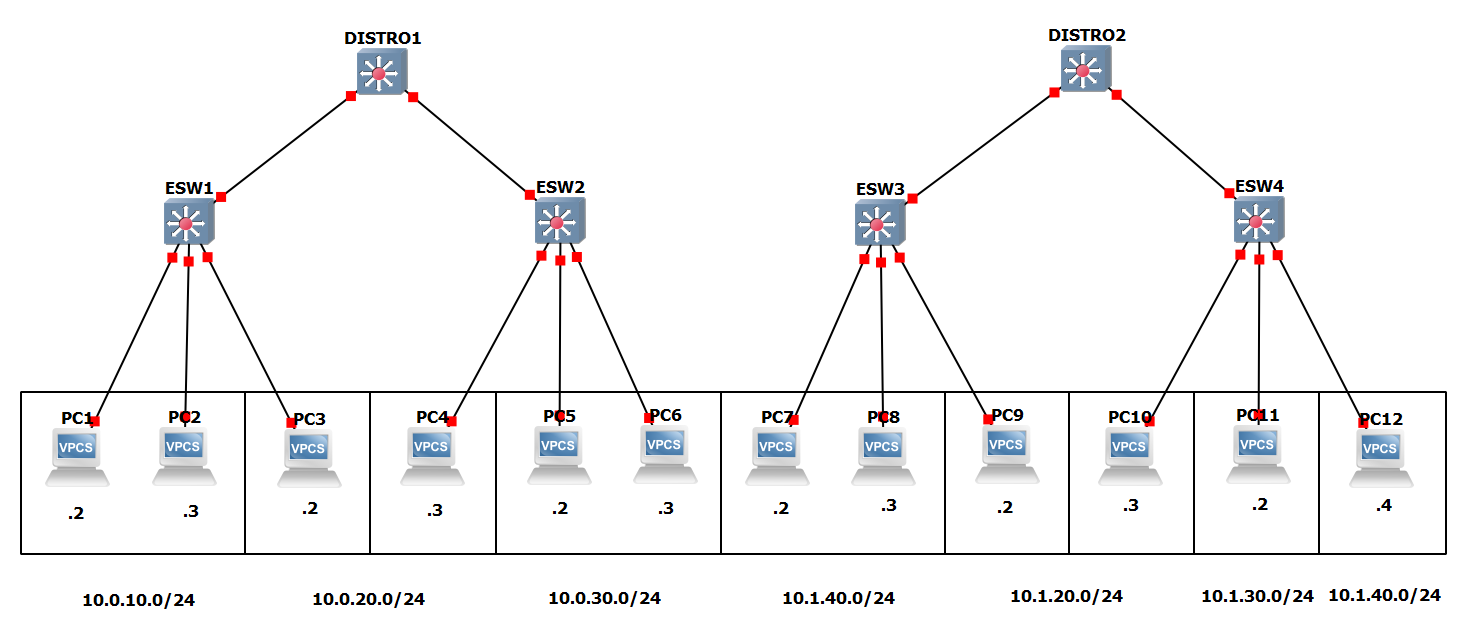 DISTRO1
DISTRO2
ESW1
ESW2
ESW3
ESW4
PC1
PC2
PC3
PC4
PC5
PC6
PC7
PC8
PC9
PC10
PC11
PC12
VPCS
VPCS
VPCS
VPCS
VPCS
VPCS
VPCS
VPCS
VPCS
VPCS
VPCS
VPCS
.2
.3
.2
.3
.2
.3
.2
.3
.2
.3
.2
.4
10.0.10.0/24
10.0.20.0/24
10.0.30.0/24
10.1.40.0/24
10.1.20.0/24
10.1.30.0/24
10.1.40.0/24